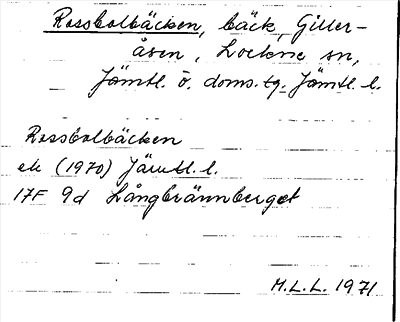 Rossbolbäcken, bäck, Giller-
åsen, Lockne sn,
Jämtl. ö. doms.tg. Jämtl. l.
Rossbolbäcken
ek (1970) Jämtl. l.
17F 9d Långbrännberget
M.L.L. 1971